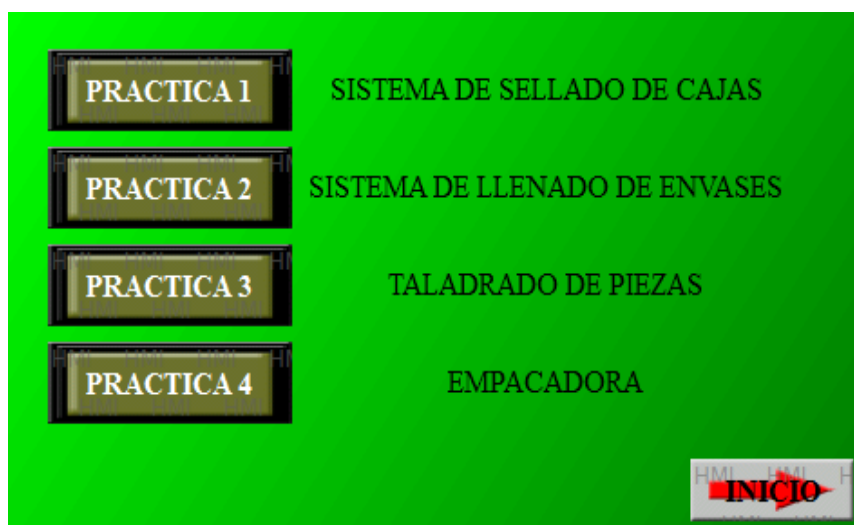 PRACTICA 1 SISTEMA DE SELLADO DE CAJAS
PRACTICA 2 SISTEMA DE LLENADO DE ENVASES
PRACTICA 3 TALADRADO DE PIEZAS
PRACTICA 4 EMPACADORA
INICIO